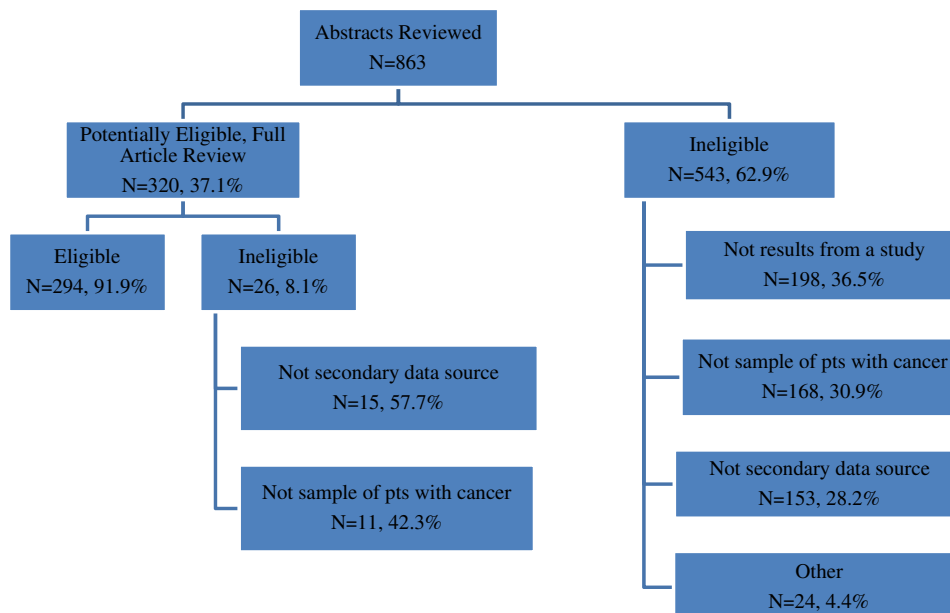 Abstracts Reviewed
N=863
Potentially Eligible, Full
Article Review
N=320, 37.1%
Eligible
N=294, 91.9%
Ineligible
N=26, 8.1%
Not secondary data source
N=15, 57.7%
Not sample of pts with cancer
N=11, 42.3%
Ineligible
N=543, 62.9%
Not results from a study
N=198, 36.5%
Not sample of pts with cancer
N=168, 30.9%
Not secondary data source
N=153, 28.2%
Other
N=24, 4.4%